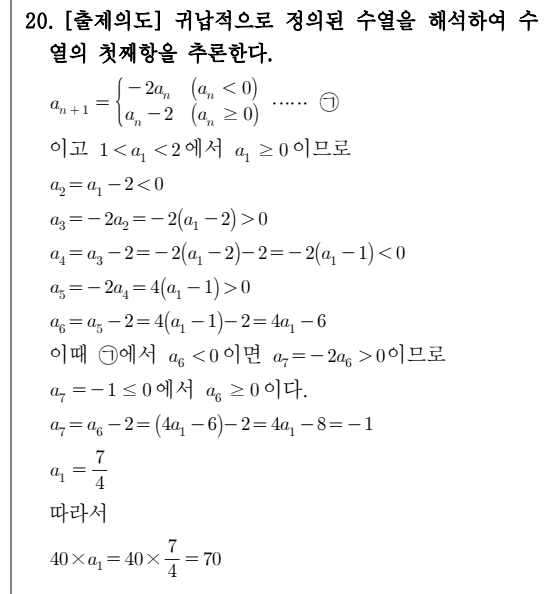 20. [출제의도] 귀납적으로 정의된 수열을 해석하여 수
열의 첫째항을 추론한다.
a_{n+1} = { -2a_n (a_n < 0)
a_n - 2 (a_n ≥ 0) …… ㉠
이고 1 < a_1 < 2 에서 a_1 ≥ 0 이므로
a_2 = a_1 - 2 < 0
a_3 = -2a_2 = -2(a_1 - 2) > 0
a_4 = a_3 - 2 = -2(a_1 - 2) - 2 = -2(a_1 - 1) < 0
a_5 = -2a_4 = 4(a_1 - 1) > 0
a_6 = a_5 - 2 = 4(a_1 - 1) - 2 = 4a_1 - 6
이때 ㉠에서 a_6 < 0 이면 a_7 = -2a_6 > 0 이므로
a_7 = -1 ≤ 0 에서 a_6 ≥ 0 이다.
a_7 = a_6 - 2 = (4a_1 - 6) - 2 = 4a_1 - 8 = -1
a_1 = 7/4
따라서
40 × a_1 = 40 × 7/4 = 70